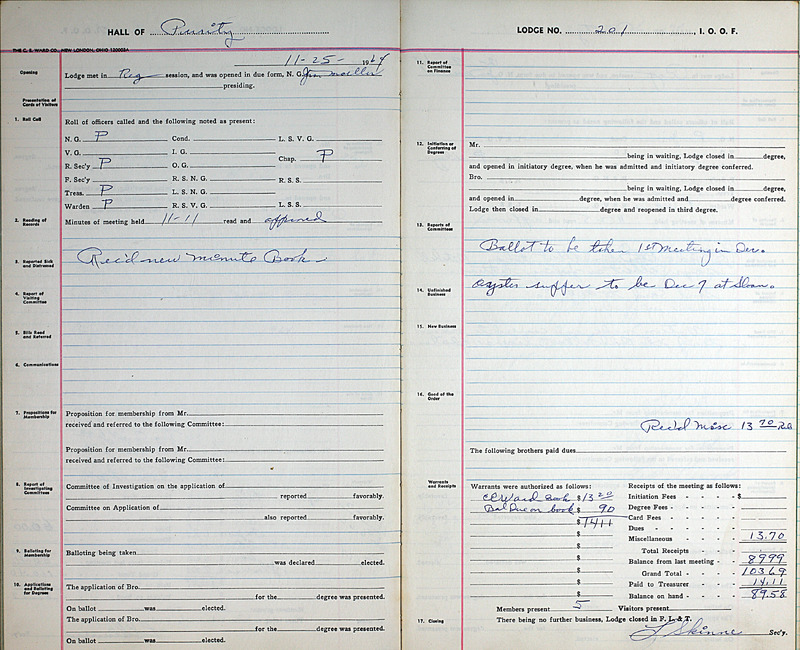 HALL OF Purity
THE C. E. WARD CO., NEW LONDON, OHIO 120002A
11-25- 19
Opening
Lodge met in Reg session, and was opened in due form, N. G. Jim Moeller
presiding.
Presentation of Cards of Visitors
1. Roll Call
Roll of officers called and the following noted as present:
N. G. P Cond. L. S. V. G.
V. G. I. G. Chap. P
R. Sec'y P O. G.
F. Sec'y R. S. N. G. R. S. S.
Treas. P L. S. N. G.
Warden P R. S. V. G. L. S. S.
2. Reading of Records
Minutes of meeting held 11-11 read and approved
3. Reported Sick and Distressed
Rec'd new minute Book
4. Report of Visiting Committee
5. Bills Read and Referred
6. Communications
7. Propositions for Membership
Proposition for membership from Mr.
received and referred to the following Committee:
Proposition for membership from Mr.
received and referred to the following Committee:
8. Report of Investigating Committees
Committee of Investigation on the application of
reported favorably.
Committee on Application of
also reported favorably.
9. Balloting for Membership
Balloting being taken
was declared elected.
10. Applications and Balloting for Degrees
The application of Bro.
for the degree was presented.
On ballot was elected.
The application of Bro.
for the degree was presented.
On ballot was elected.
LODGE NO. 201, I. O. O. F.
11. Report of Committee on Finance
12. Initiation or Conferring of Degrees
Mr.
being in waiting, Lodge closed in degree,
and opened in initiatory degree, when he was admitted and initiatory degree conferred.
Bro.
being in waiting, Lodge closed in degree,
and opened in degree, when he was admitted and degree conferred.
Lodge then closed in degree and reopened in third degree.
13. Reports of Committees
Ballot to be taken 1st Meeting in Dec.
14. Unfinished Business
oyster supper to be Dec 7 at Sloan.
15. New Business
16. Good of the Order
Rec'd Misc 13 70
The following brothers paid dues
Warrants and Receipts
Warrants were authorized as follows:
CE Ward Book $ 13 20
Bal Due on book $ 90
$ 1411
$
$
$
$
$
$
Receipts of the meeting as follows:
Initiation Fees - - - - $
Degree Fees - - - -
Card Fees - - - -
Dues - - - - -
Miscellaneous - - - - 13.70
Total Receipts -
Balance from last meeting - - 8999
Grand Total - - - 10369
Paid to Treasurer - - - 14.11
Balance on hand - - - 89.58
Members present 5 Visitors present
17. Closing
There being no further business, Lodge closed in F. L. & T.
Skinner Sec'y.